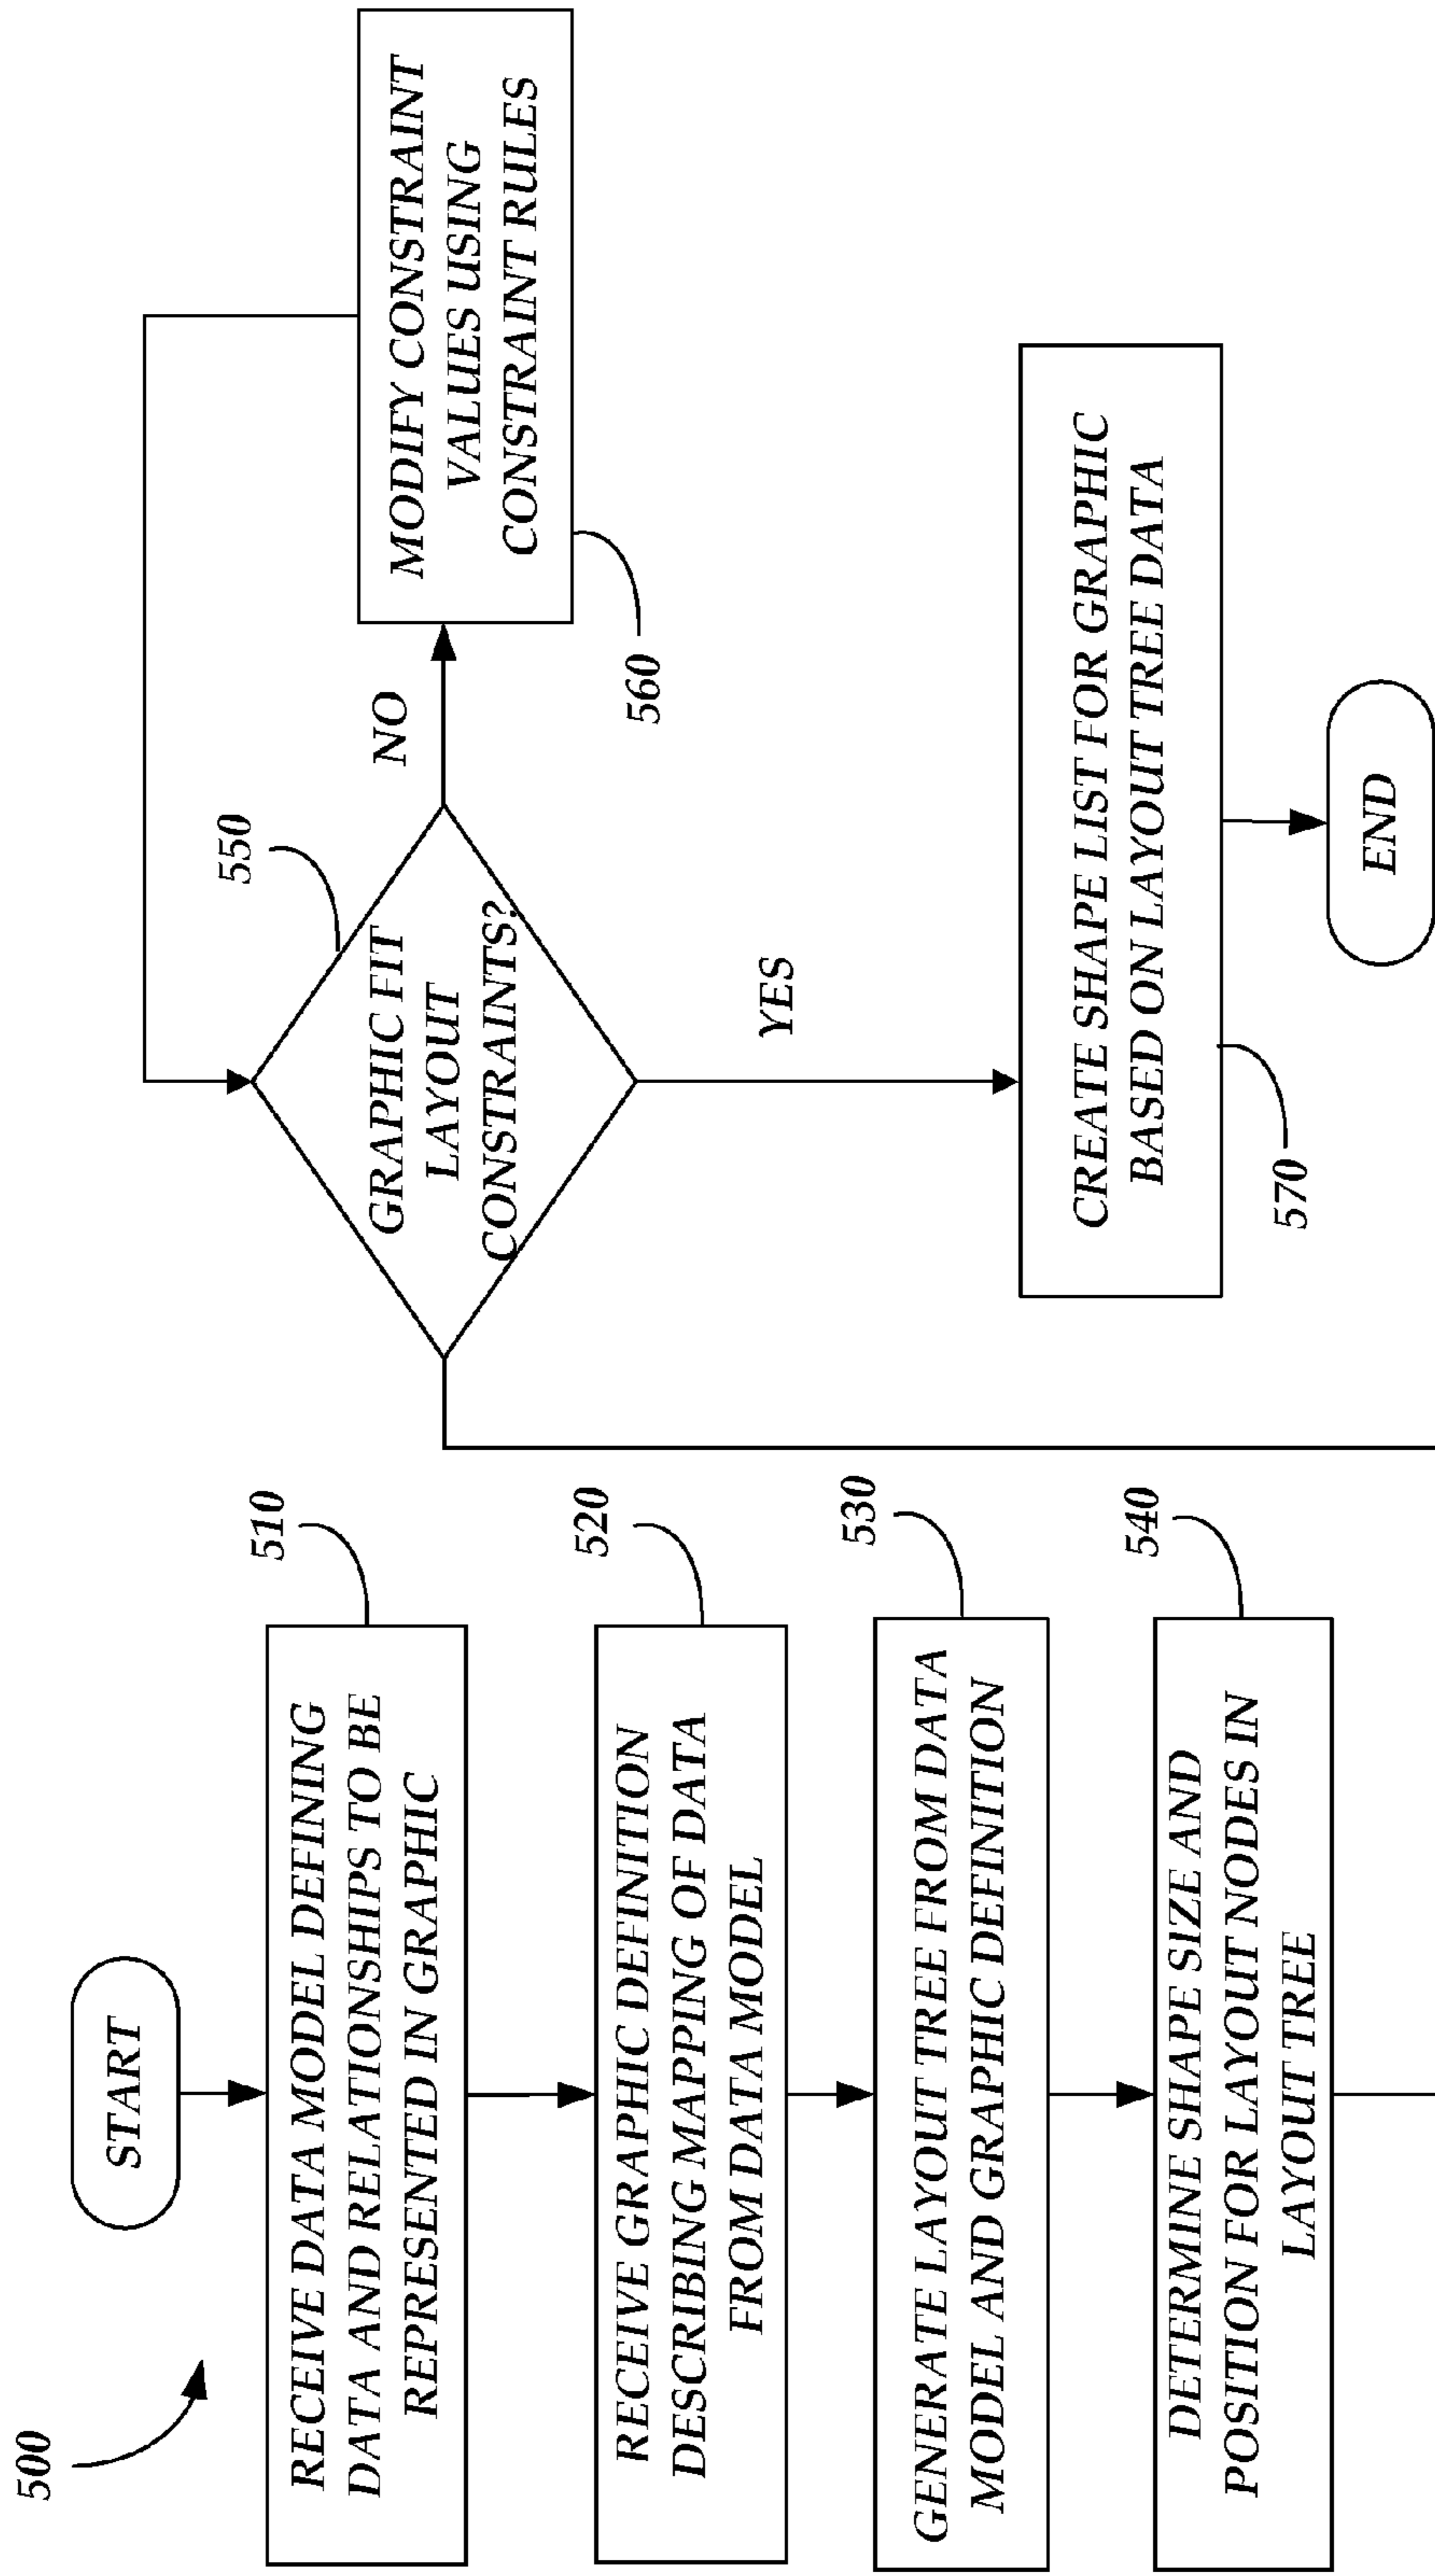 500
START
RECEIVE DATA MODEL DEFINING
DATA AND RELATIONSHIPS TO BE
REPRESENTED IN GRAPHIC
510
RECEIVE GRAPHIC DEFINITION
DESCRIBING MAPPING OF DATA
FROM DATA MODEL
520
GENERATE LAYOUT TREE FROM DATA
MODEL AND GRAPHIC DEFINITION
530
DETERMINE SHAPE SIZE AND
POSITION FOR LAYOUT NODES IN
LAYOUT TREE
540
550
GRAPHIC FIT
LAYOUT
CONSTRAINTS?
NO
MODIFY CONSTRAINT
VALUES USING
CONSTRAINT RULES
560
YES
CREATE SHAPE LIST FOR GRAPHIC
BASED ON LAYOUT TREE DATA
570
END